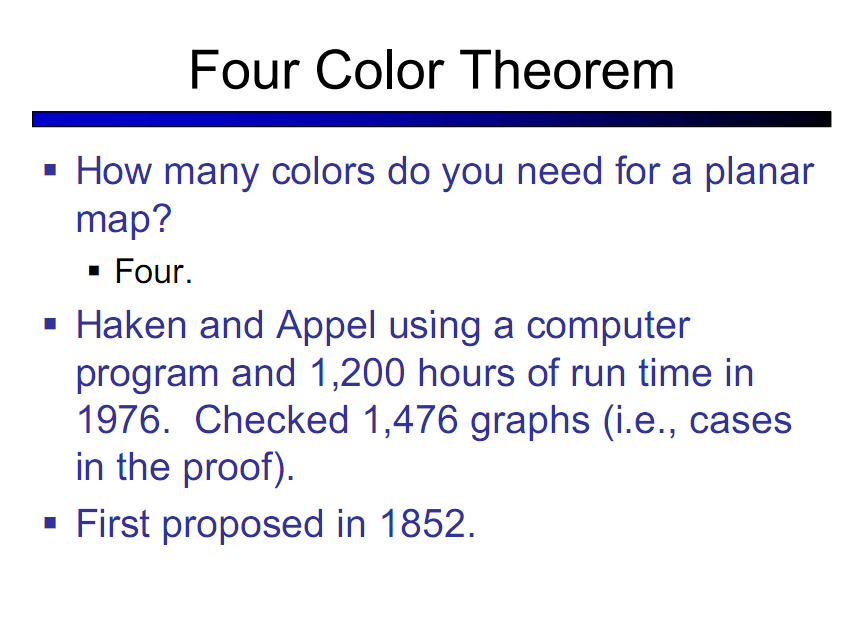 Four Color Theorem
▪ How many colors do you need for a planar
map?
▪ Four.
▪ Haken and Appel using a computer
program and 1,200 hours of run time in
1976.  Checked 1,476 graphs (i.e., cases
in the proof).
▪ First proposed in 1852.